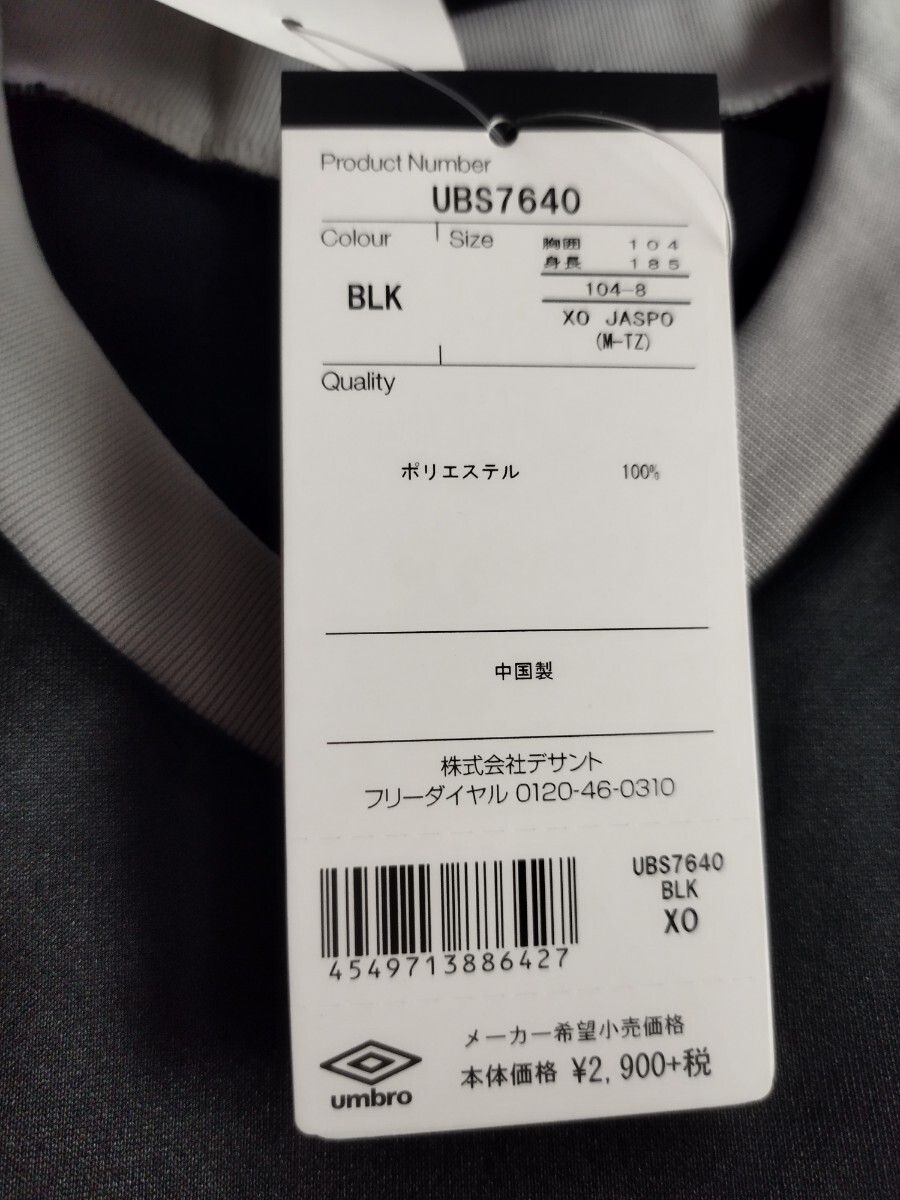 Product Number
UBS7640
Colour
Size
胸囲 104
身長 185
BLK
104-8
XO JASPO
(M-TZ)
Quality
ポリエステル 100%
中国製
株式会社デサント
フリーダイヤル 0120-46-0310
UBS7640
BLK
XO
4549713886427
メーカー希望小売価格
本体価格 ¥2,900+税
umbro